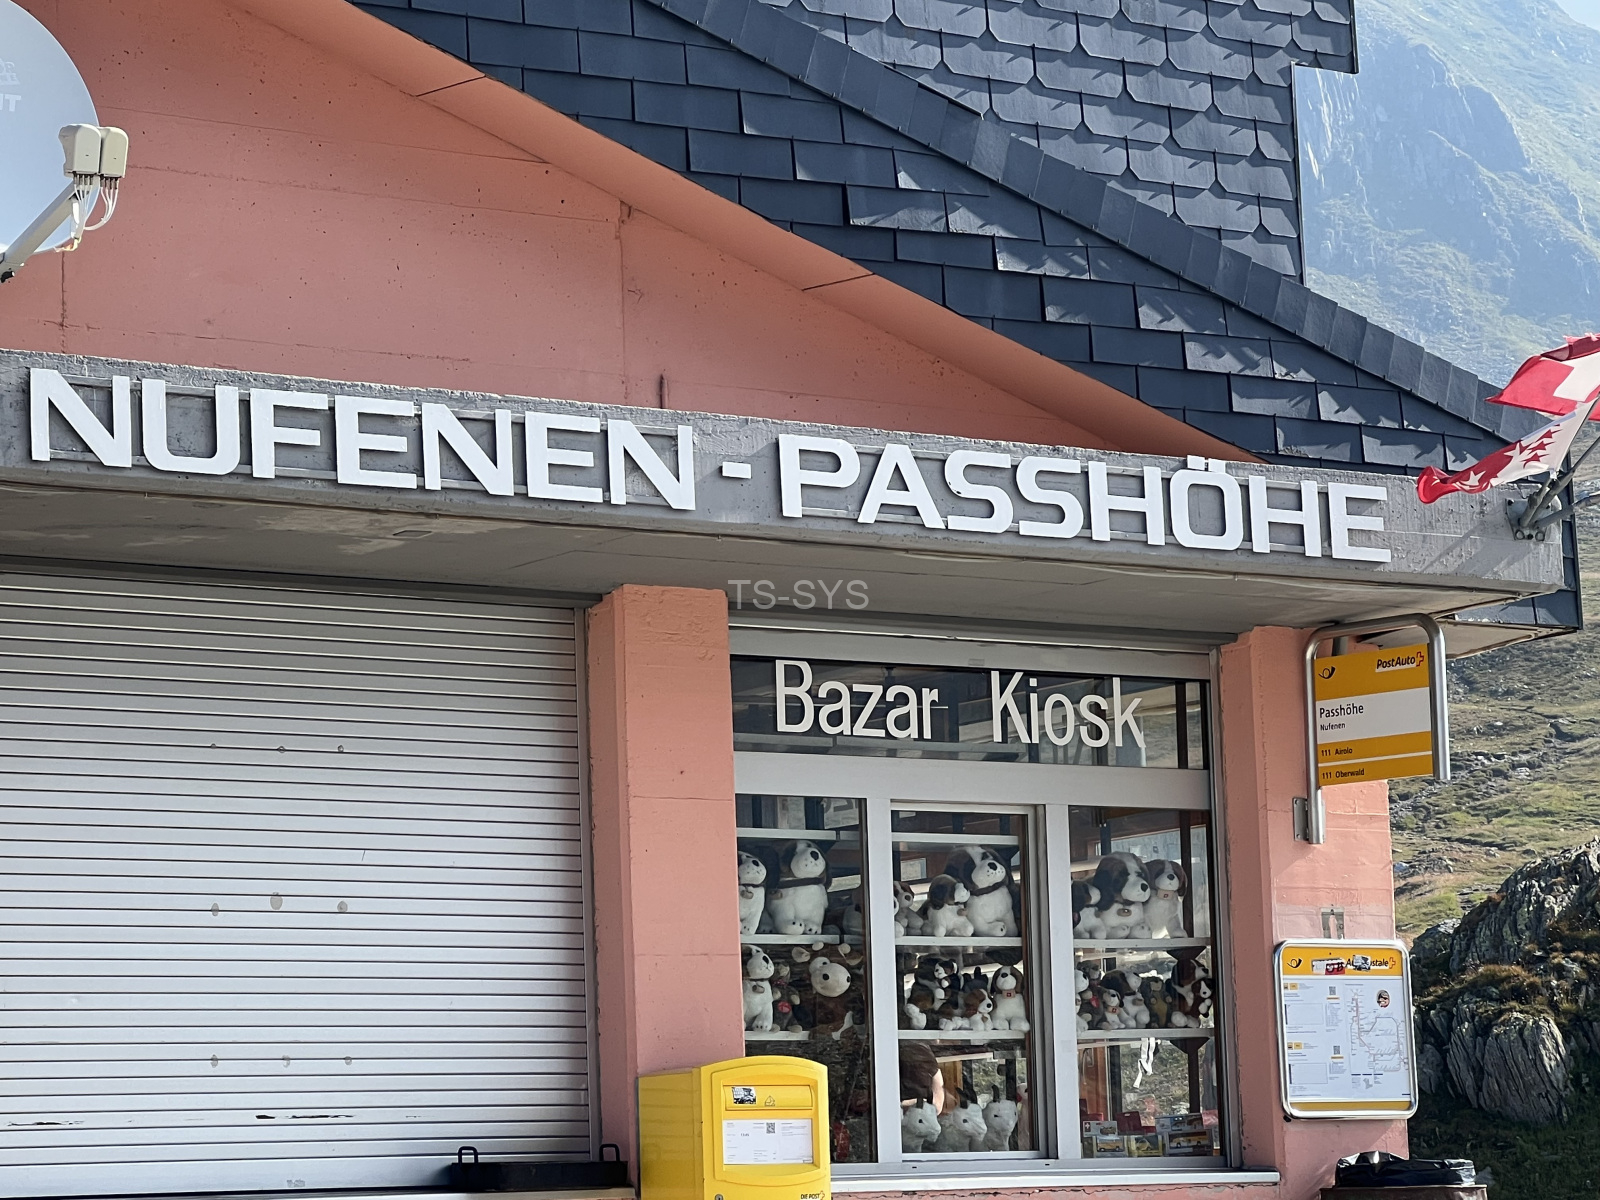 NUFENEN - PASSHÖHE
TS-SYS
Bazar Kiosk
PostAuto
Passhöhe
Nufenen
111 Airolo
111 Oberwald
DIE POST